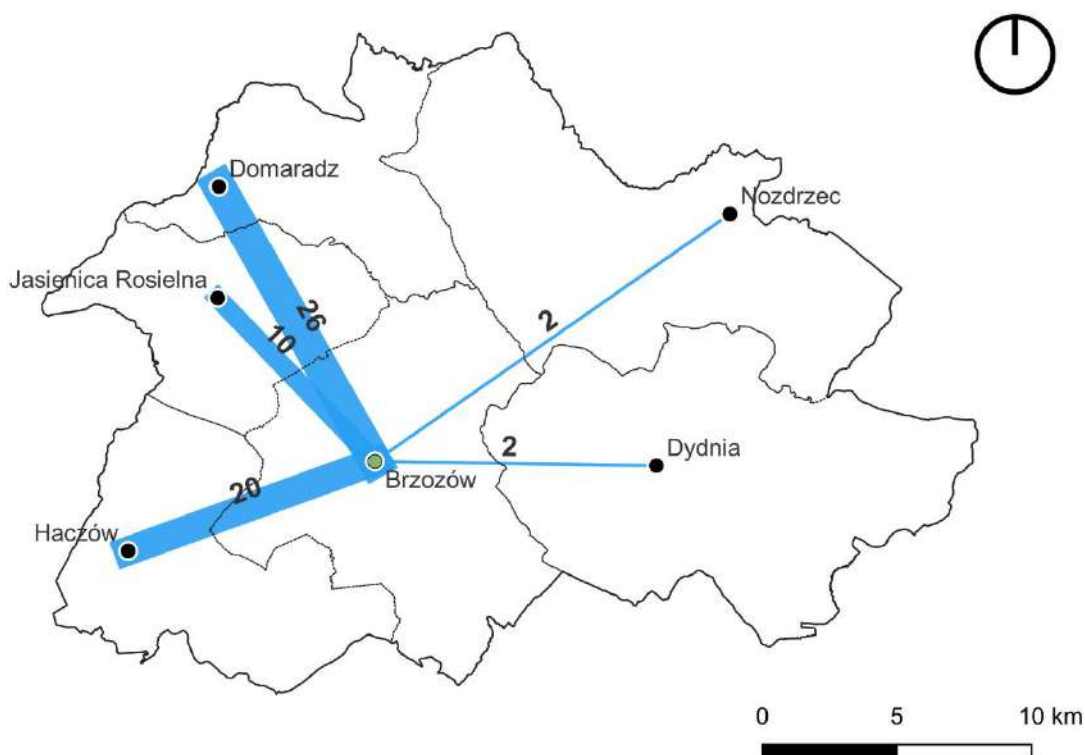 Domaradz
Nozdrzec
Jasienica Rosielna
26
10
2
Dydnia
2
Brzozów
20
Haczów
0 5 10 km